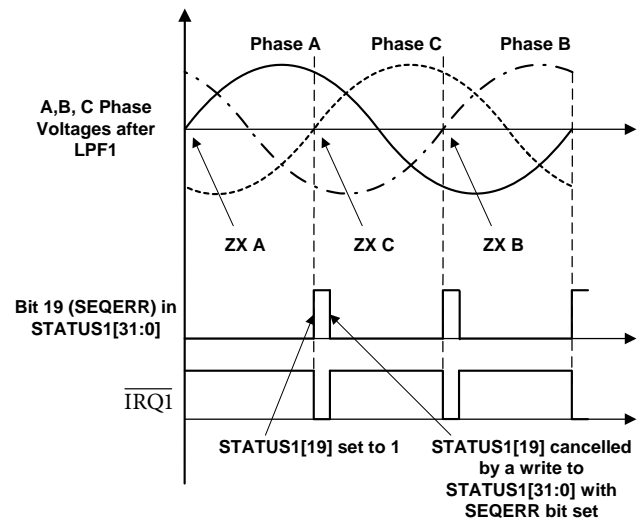 Phase A
Phase C
Phase B
A,B, C Phase
Voltages after
LPF1
ZX A
ZX C
ZX B
Bit 19 (SEQERR) in
STATUS1[31:0]
IRQ1
STATUS1[19] set to 1
STATUS1[19] cancelled
by a write to
STATUS1[31:0] with
SEQERR bit set